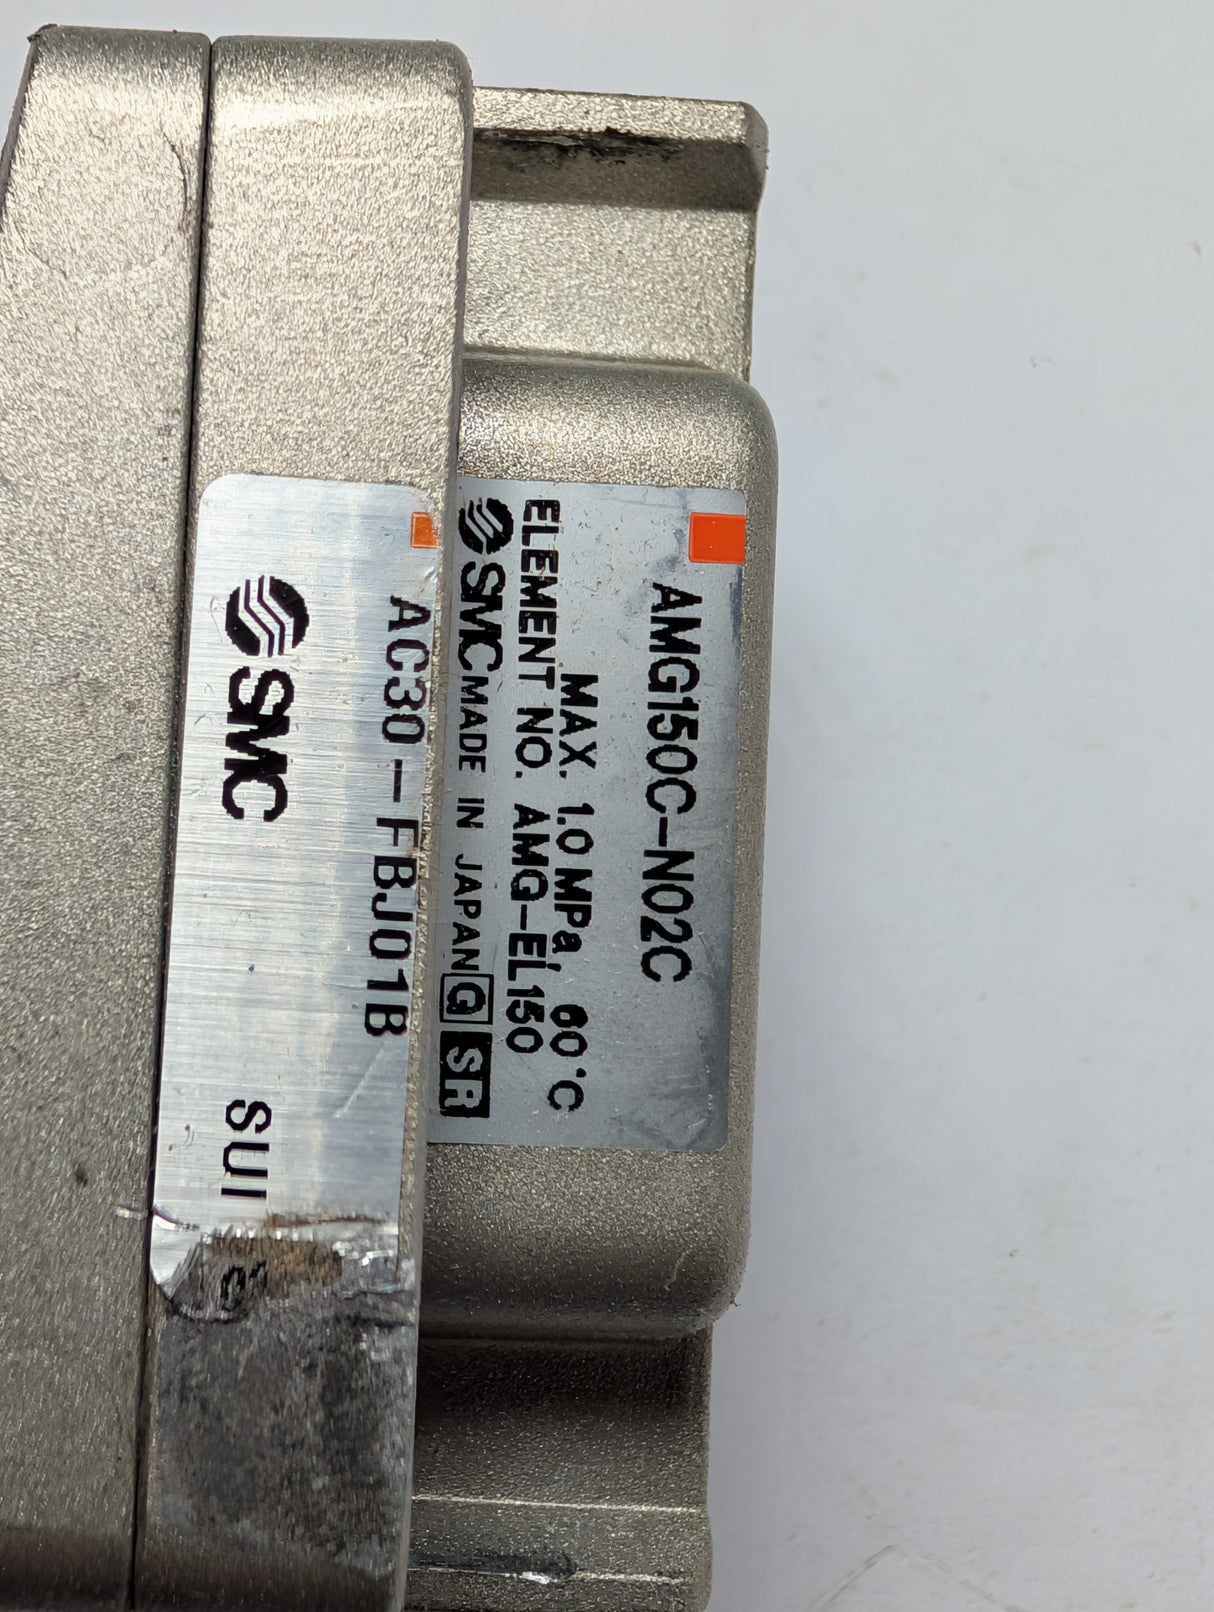 AMG150C-N02C
MAX. 1.0 MPa, 60°C
ELEMENT NO. AMG-EL150
SMC MADE IN JAPAN Q SR
AC30-FBJ01B
SMC SUI